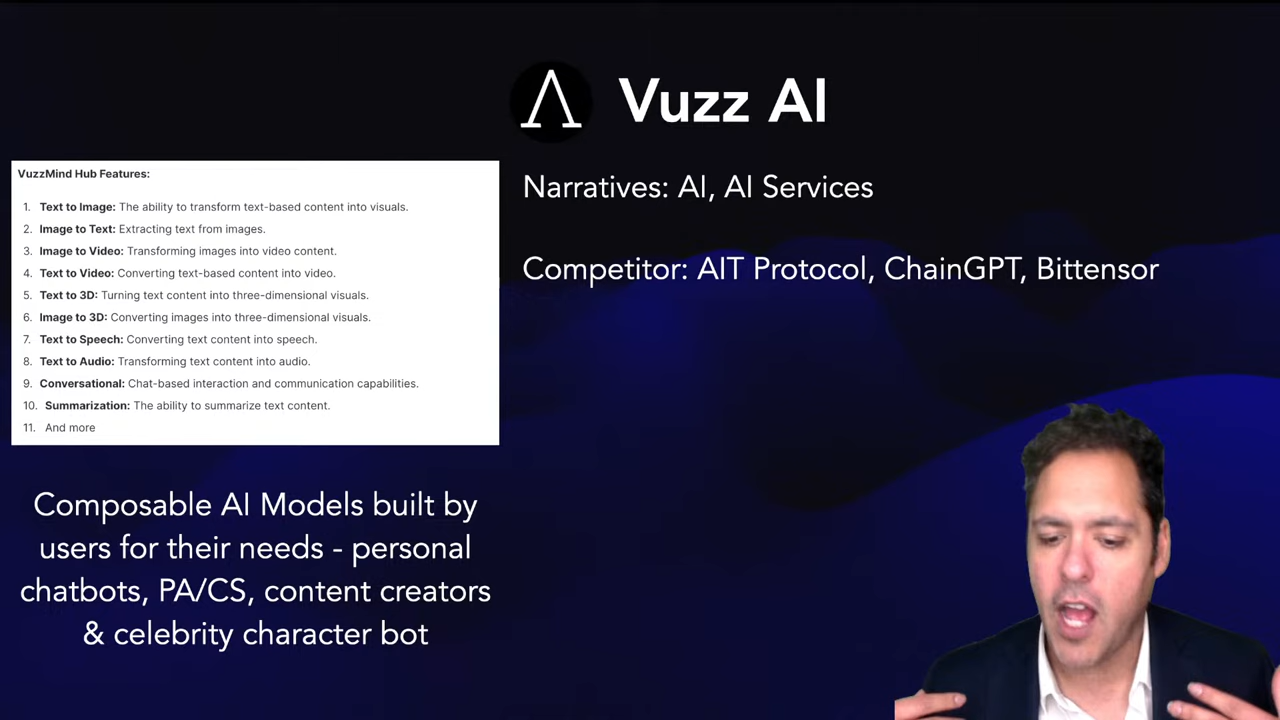 Vuzz AI
VuzzMind Hub Features:
1. Text to Image: The ability to transform text-based content into visuals.
2. Image to Text: Extracting text from images.
3. Image to Video: Transforming images into video content.
4. Text to Video: Converting text-based content into video.
5. Text to 3D: Turning text content into three-dimensional visuals.
6. Image to 3D: Converting images into three-dimensional visuals.
7. Text to Speech: Converting text content into speech.
8. Text to Audio: Transforming text content into audio.
9. Conversational: Chat-based interaction and communication capabilities.
10. Summarization: The ability to summarize text content.
11. And more
Narratives: AI, AI Services
Competitor: AIT Protocol, ChainGPT, Bittensor
Composable AI Models built by
users for their needs - personal
chatbots, PA/CS, content creators
& celebrity character bot